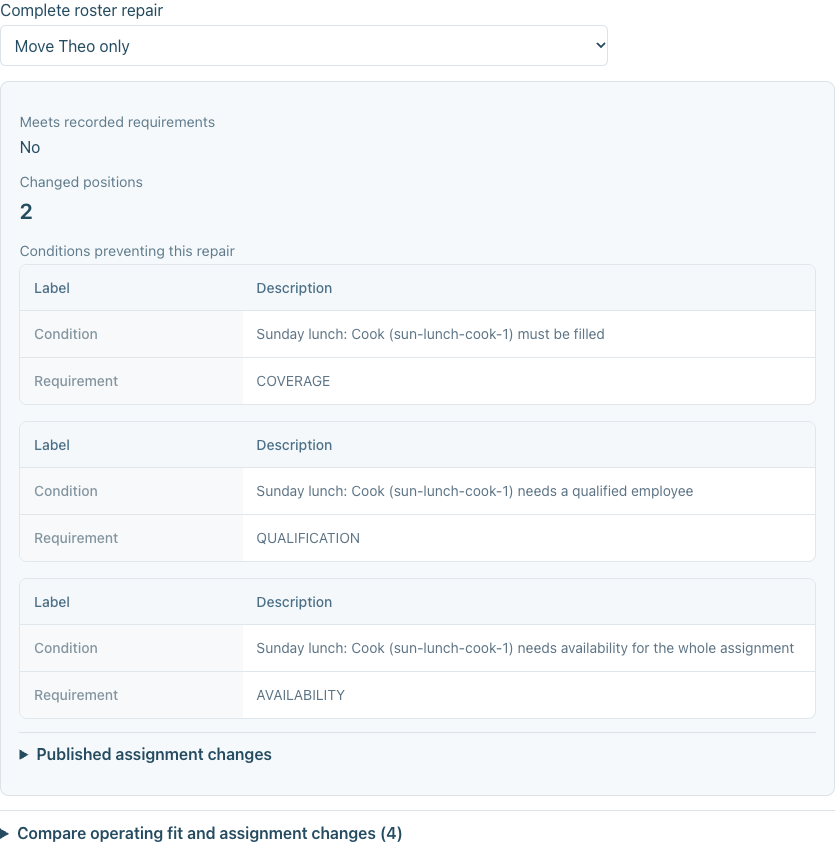 Complete roster repair
Move Theo only
Meets recorded requirements
No
Changed positions
2
Conditions preventing this repair
Label Description
Condition Sunday lunch: Cook (sun-lunch-cook-1) must be filled
Requirement COVERAGE
Label Description
Condition Sunday lunch: Cook (sun-lunch-cook-1) needs a qualified employee
Requirement QUALIFICATION
Label Description
Condition Sunday lunch: Cook (sun-lunch-cook-1) needs availability for the whole assignment
Requirement AVAILABILITY
Published assignment changes
Compare operating fit and assignment changes (4)